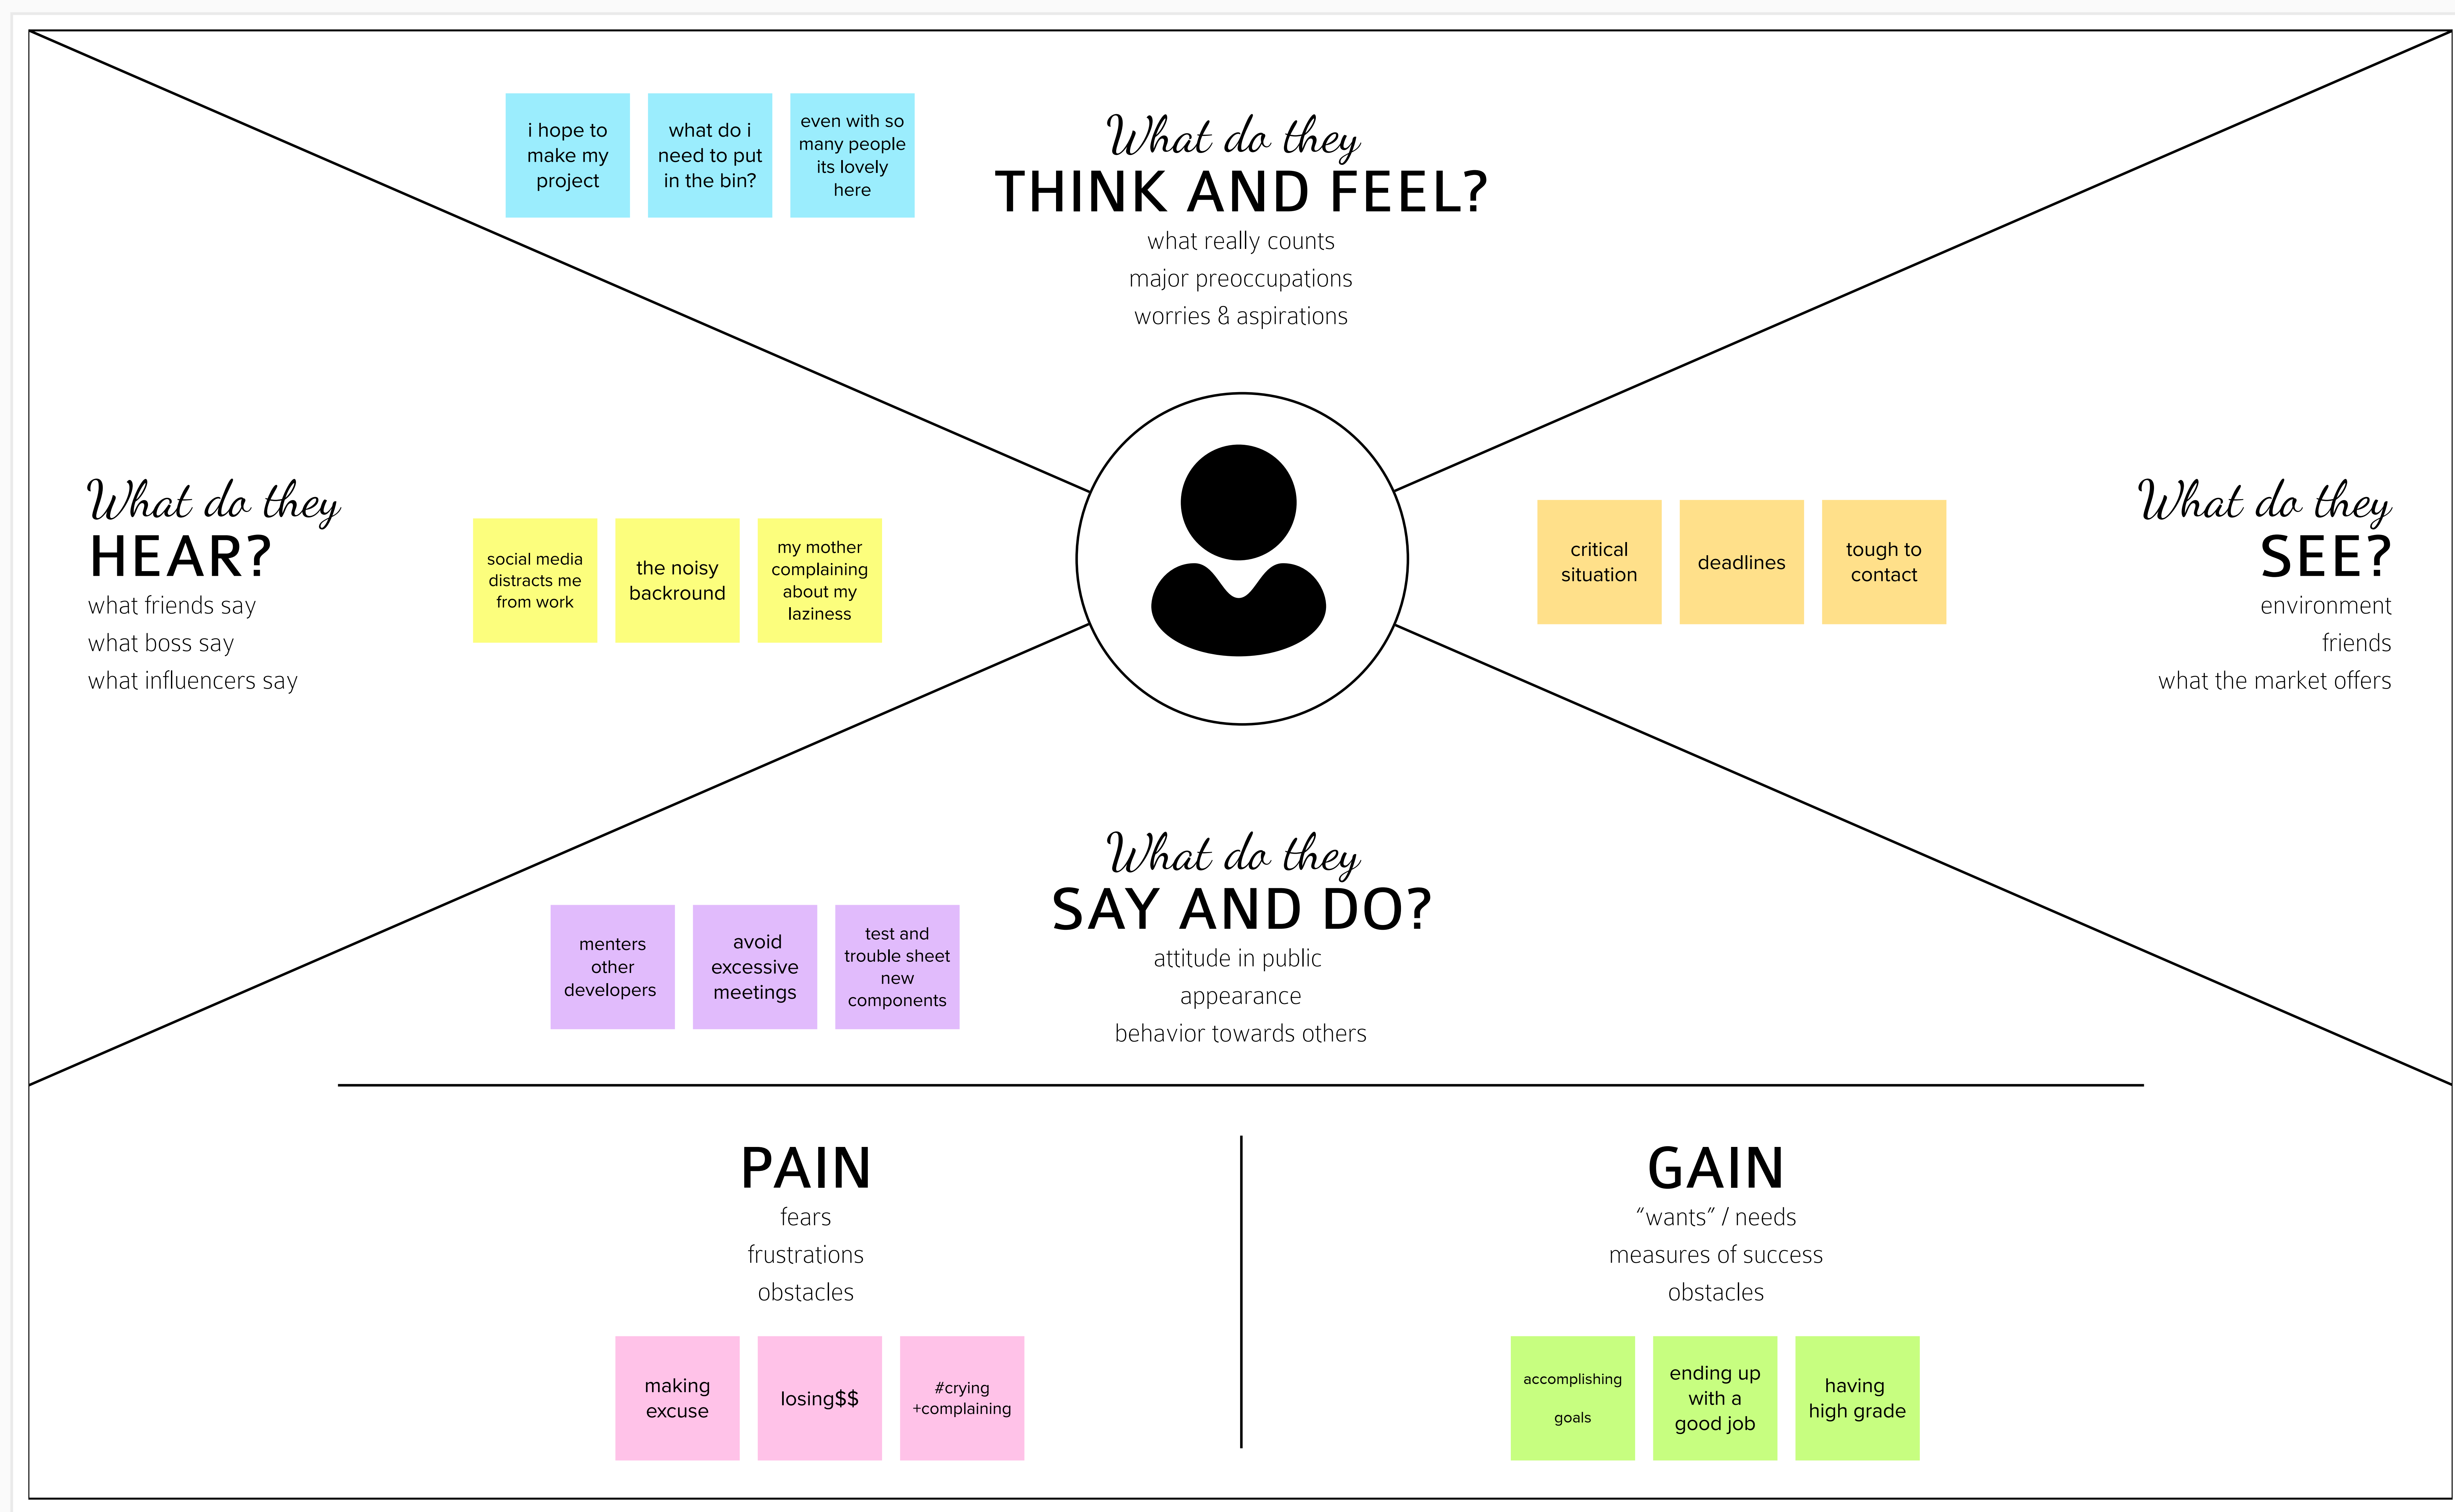 i hope to
make my
project
what do i
need to put
in the bin?
even with so
many people
its lovely
here
What do they
THINK AND FEEL?
what really counts
major preoccupations
worries & aspirations
What do they
HEAR?
what friends say
what boss say
what influencers say
social media
distracts me
from work
the noisy
backround
my mother
complaining
about my
laziness
critical
situation
deadlines
tough to
contact
What do they
SEE?
environment
friends
what the market offers
What do they
SAY AND DO?
attitude in public
appearance
behavior towards others
menters
other
developers
avoid
excessive
meetings
test and
trouble sheet
new
components
PAIN
fears
frustrations
obstacles
making
excuse
losing$$
#crying
+complaining
GAIN
“wants” / needs
measures of success
obstacles
accomplishing
goals
ending up
with a
good job
having
high grade